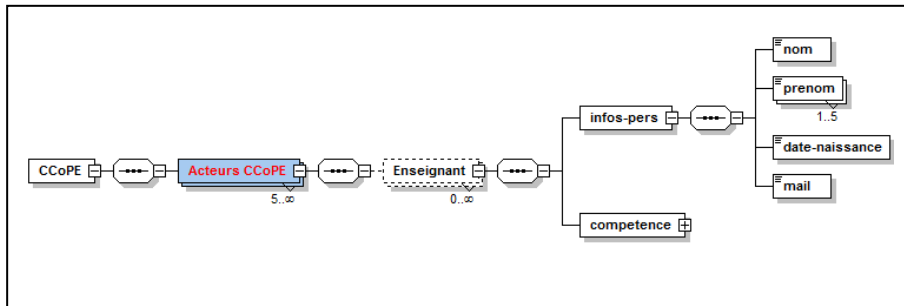 nom
prenom
1..5
infos-pers
date-naissance
CCoPE
Acteurs CCoPE
Enseignant
5..∞
0..∞
mail
competence